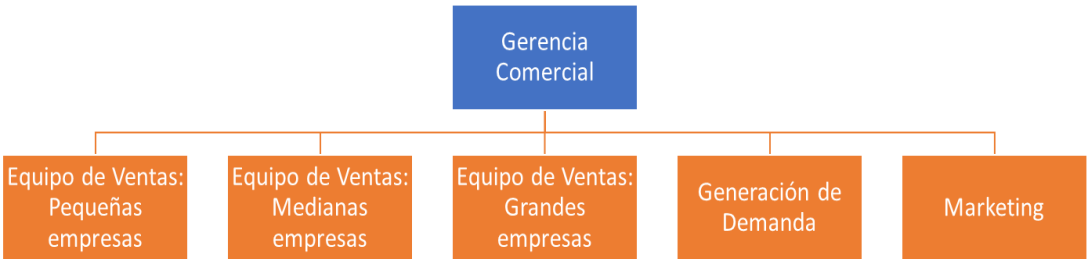 Gerencia
Comercial
Equipo de Ventas:
Pequeñas
empresas
Equipo de Ventas:
Medianas
empresas
Equipo de Ventas:
Grandes
empresas
Generación de
Demanda
Marketing